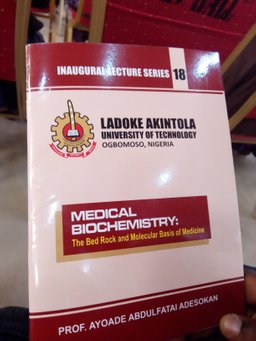 INAUGURAL LECTURE SERIES 18
LADOKE AKINTOLA
UNIVERSITY OF TECHNOLOGY
OGBOMOSO, NIGERIA
MEDICAL
BIOCHEMISTRY:
The Bed Rock and Molecular Basis of Medicine
PROF. AYOADE ABDULFATAI ADESOKAN